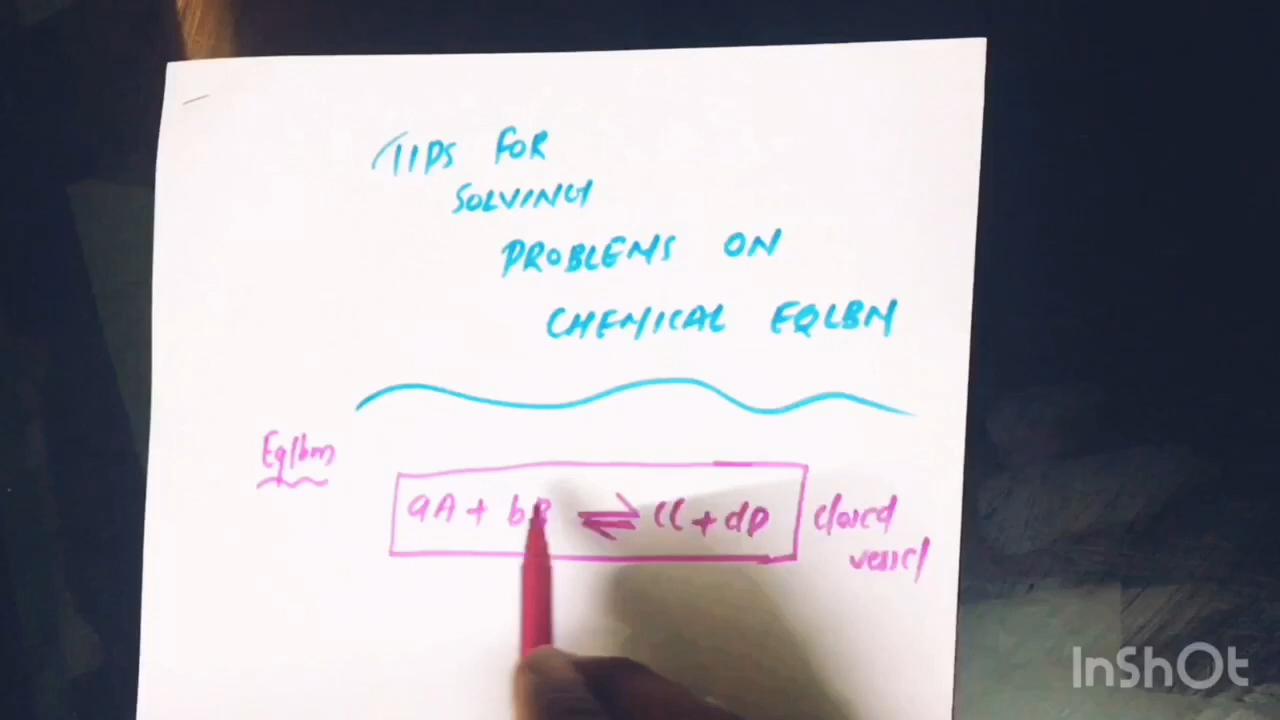 TIPS FOR
SOLVING
PROBLEMS ON
CHEMICAL EQLBM
Eqlbm
aA + bB ⇌ cC + dD closed
vessel
InShOt